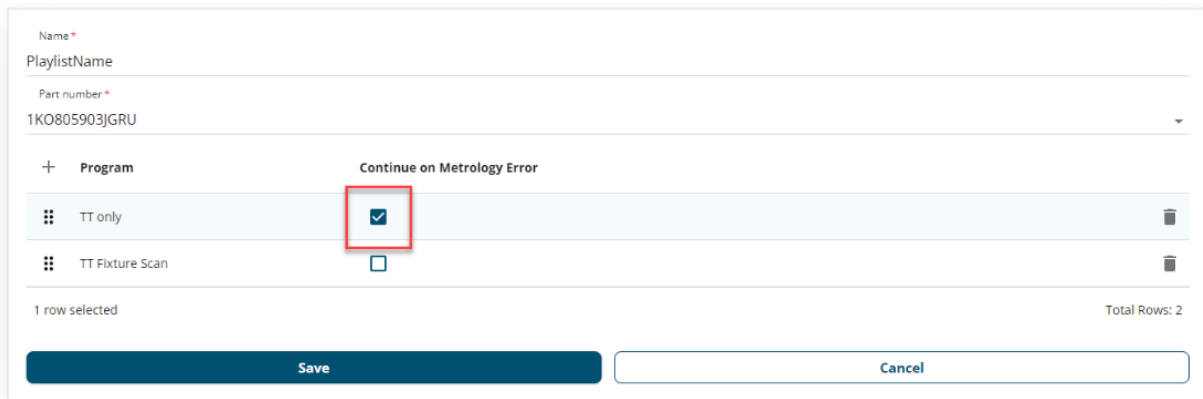 Name*
PlaylistName
Part number*
1KO805903JGRU
+ Program Continue on Metrology Error
TT only
TT Fixture Scan
1 row selected Total Rows: 2
Save Cancel